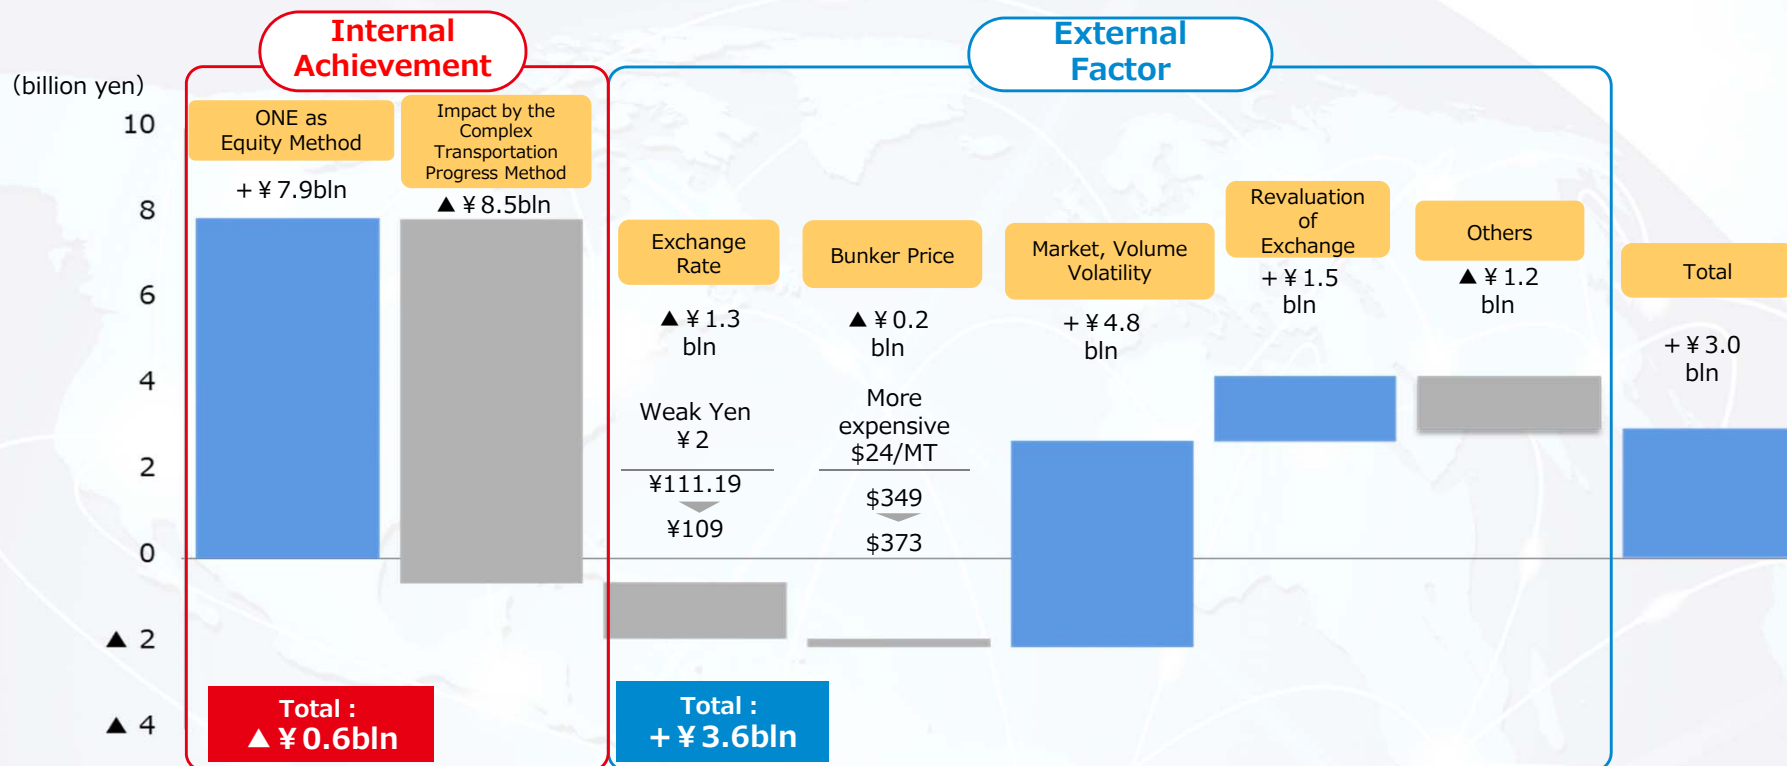 Internal
Achievement
External
Factor
（billion yen）
10
8
6
4
2
0
▲ 2
▲ 4
ONE as
Equity Method
＋¥ 7.9bln
Impact by the
Complex
Transportation
Progress Method
▲ ¥ 8.5bln
Exchange
Rate
▲ ¥ 1.3
bln
Weak Yen
¥ 2
¥111.19
¥109
Bunker Price
▲ ¥ 0.2
bln
More
expensive
$24/MT
$349
$373
Market, Volume
Volatility
＋¥ 4.8
bln
Revaluation
of
Exchange
＋¥ 1.5
bln
Others
▲ ¥ 1.2
bln
Total
＋¥ 3.0
bln
Total :
▲ ¥ 0.6bln
Total :
＋¥ 3.6bln